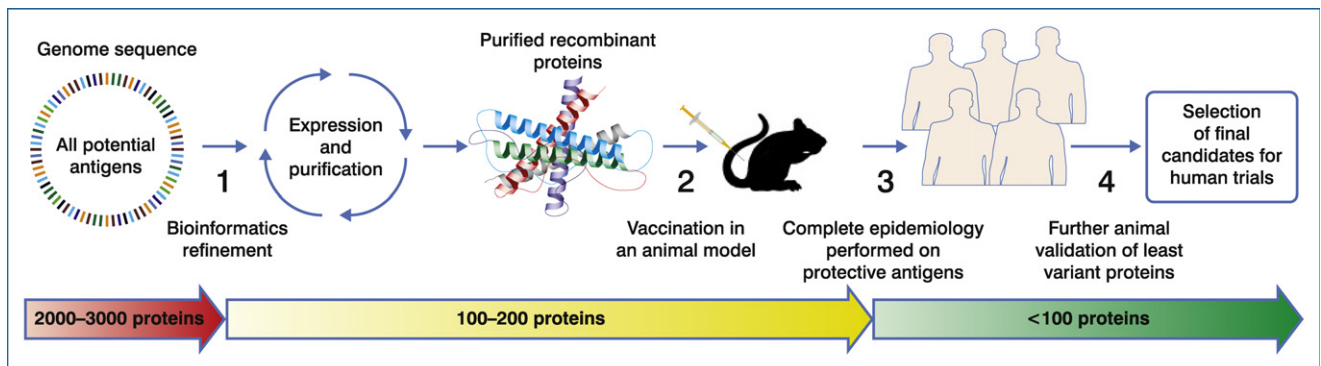 Genome sequence
All potential
antigens
1
Bioinformatics
refinement
Expression
and
purification
Purified recombinant
proteins
2
Vaccination in
an animal model
3
Complete epidemiology
performed on
protective antigens
4
Further animal
validation of least
variant proteins
Selection
of final
candidates for
human trials
2000–3000 proteins
100–200 proteins
<100 proteins